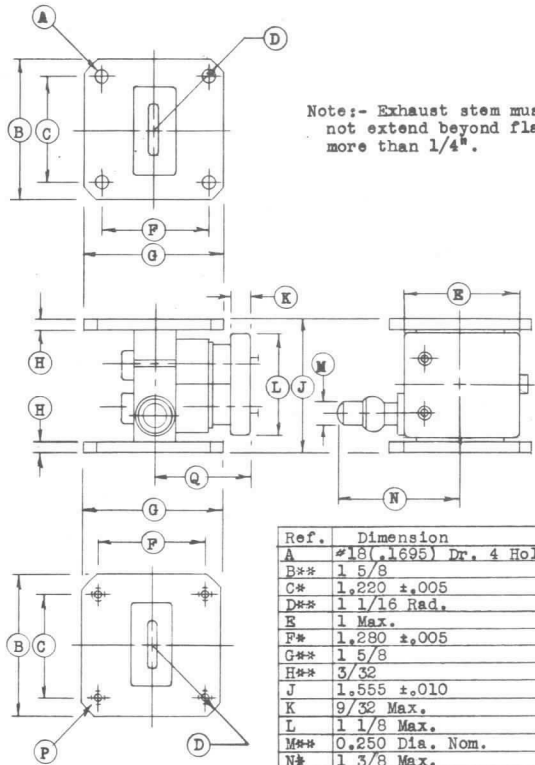 A
D
B
C
F
G
Note:- Exhaust stem mus
not extend beyond fla
more than 1/4".
K
E
H
M
L
J
H
Q
N
G
F
B
C
P
D
Ref. Dimension
A #18(.1695) Dr. 4 Hol
B** 1 5/8
C* 1.220 ±.005
D** 1 1/16 Rad.
E 1 Max.
F* 1.280 ±.005
G** 1 5/8
H** 3/32
J 1.555 ±.010
K 9/32 Max.
L 1 1/8 Max.
M** 0.250 Dia. Nom.
N* 1 3/8 Max.